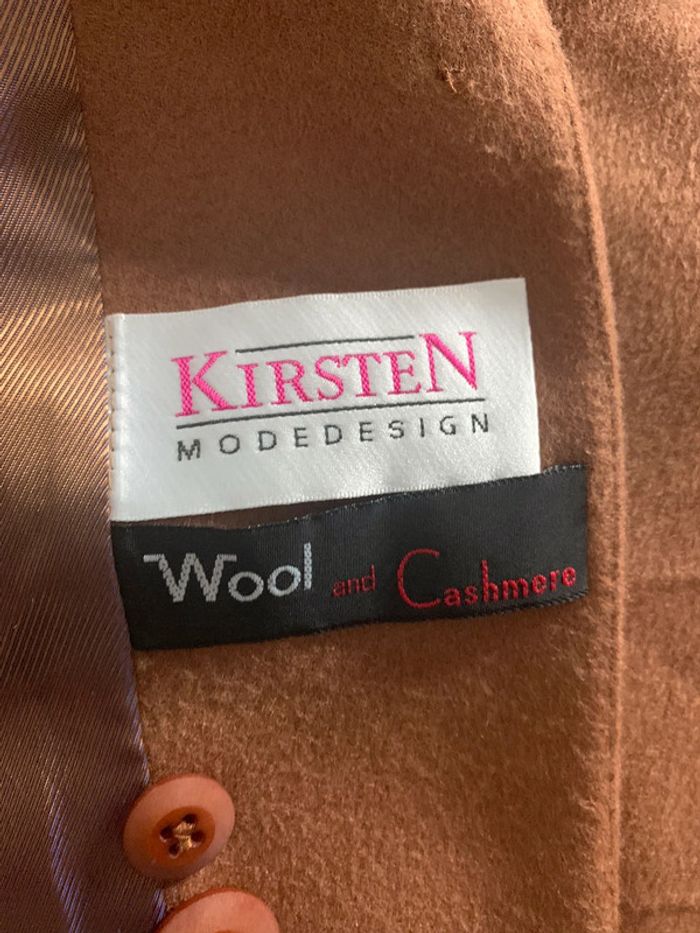 KIRSTEN
MODEDESIGN
Wool and Cashmere